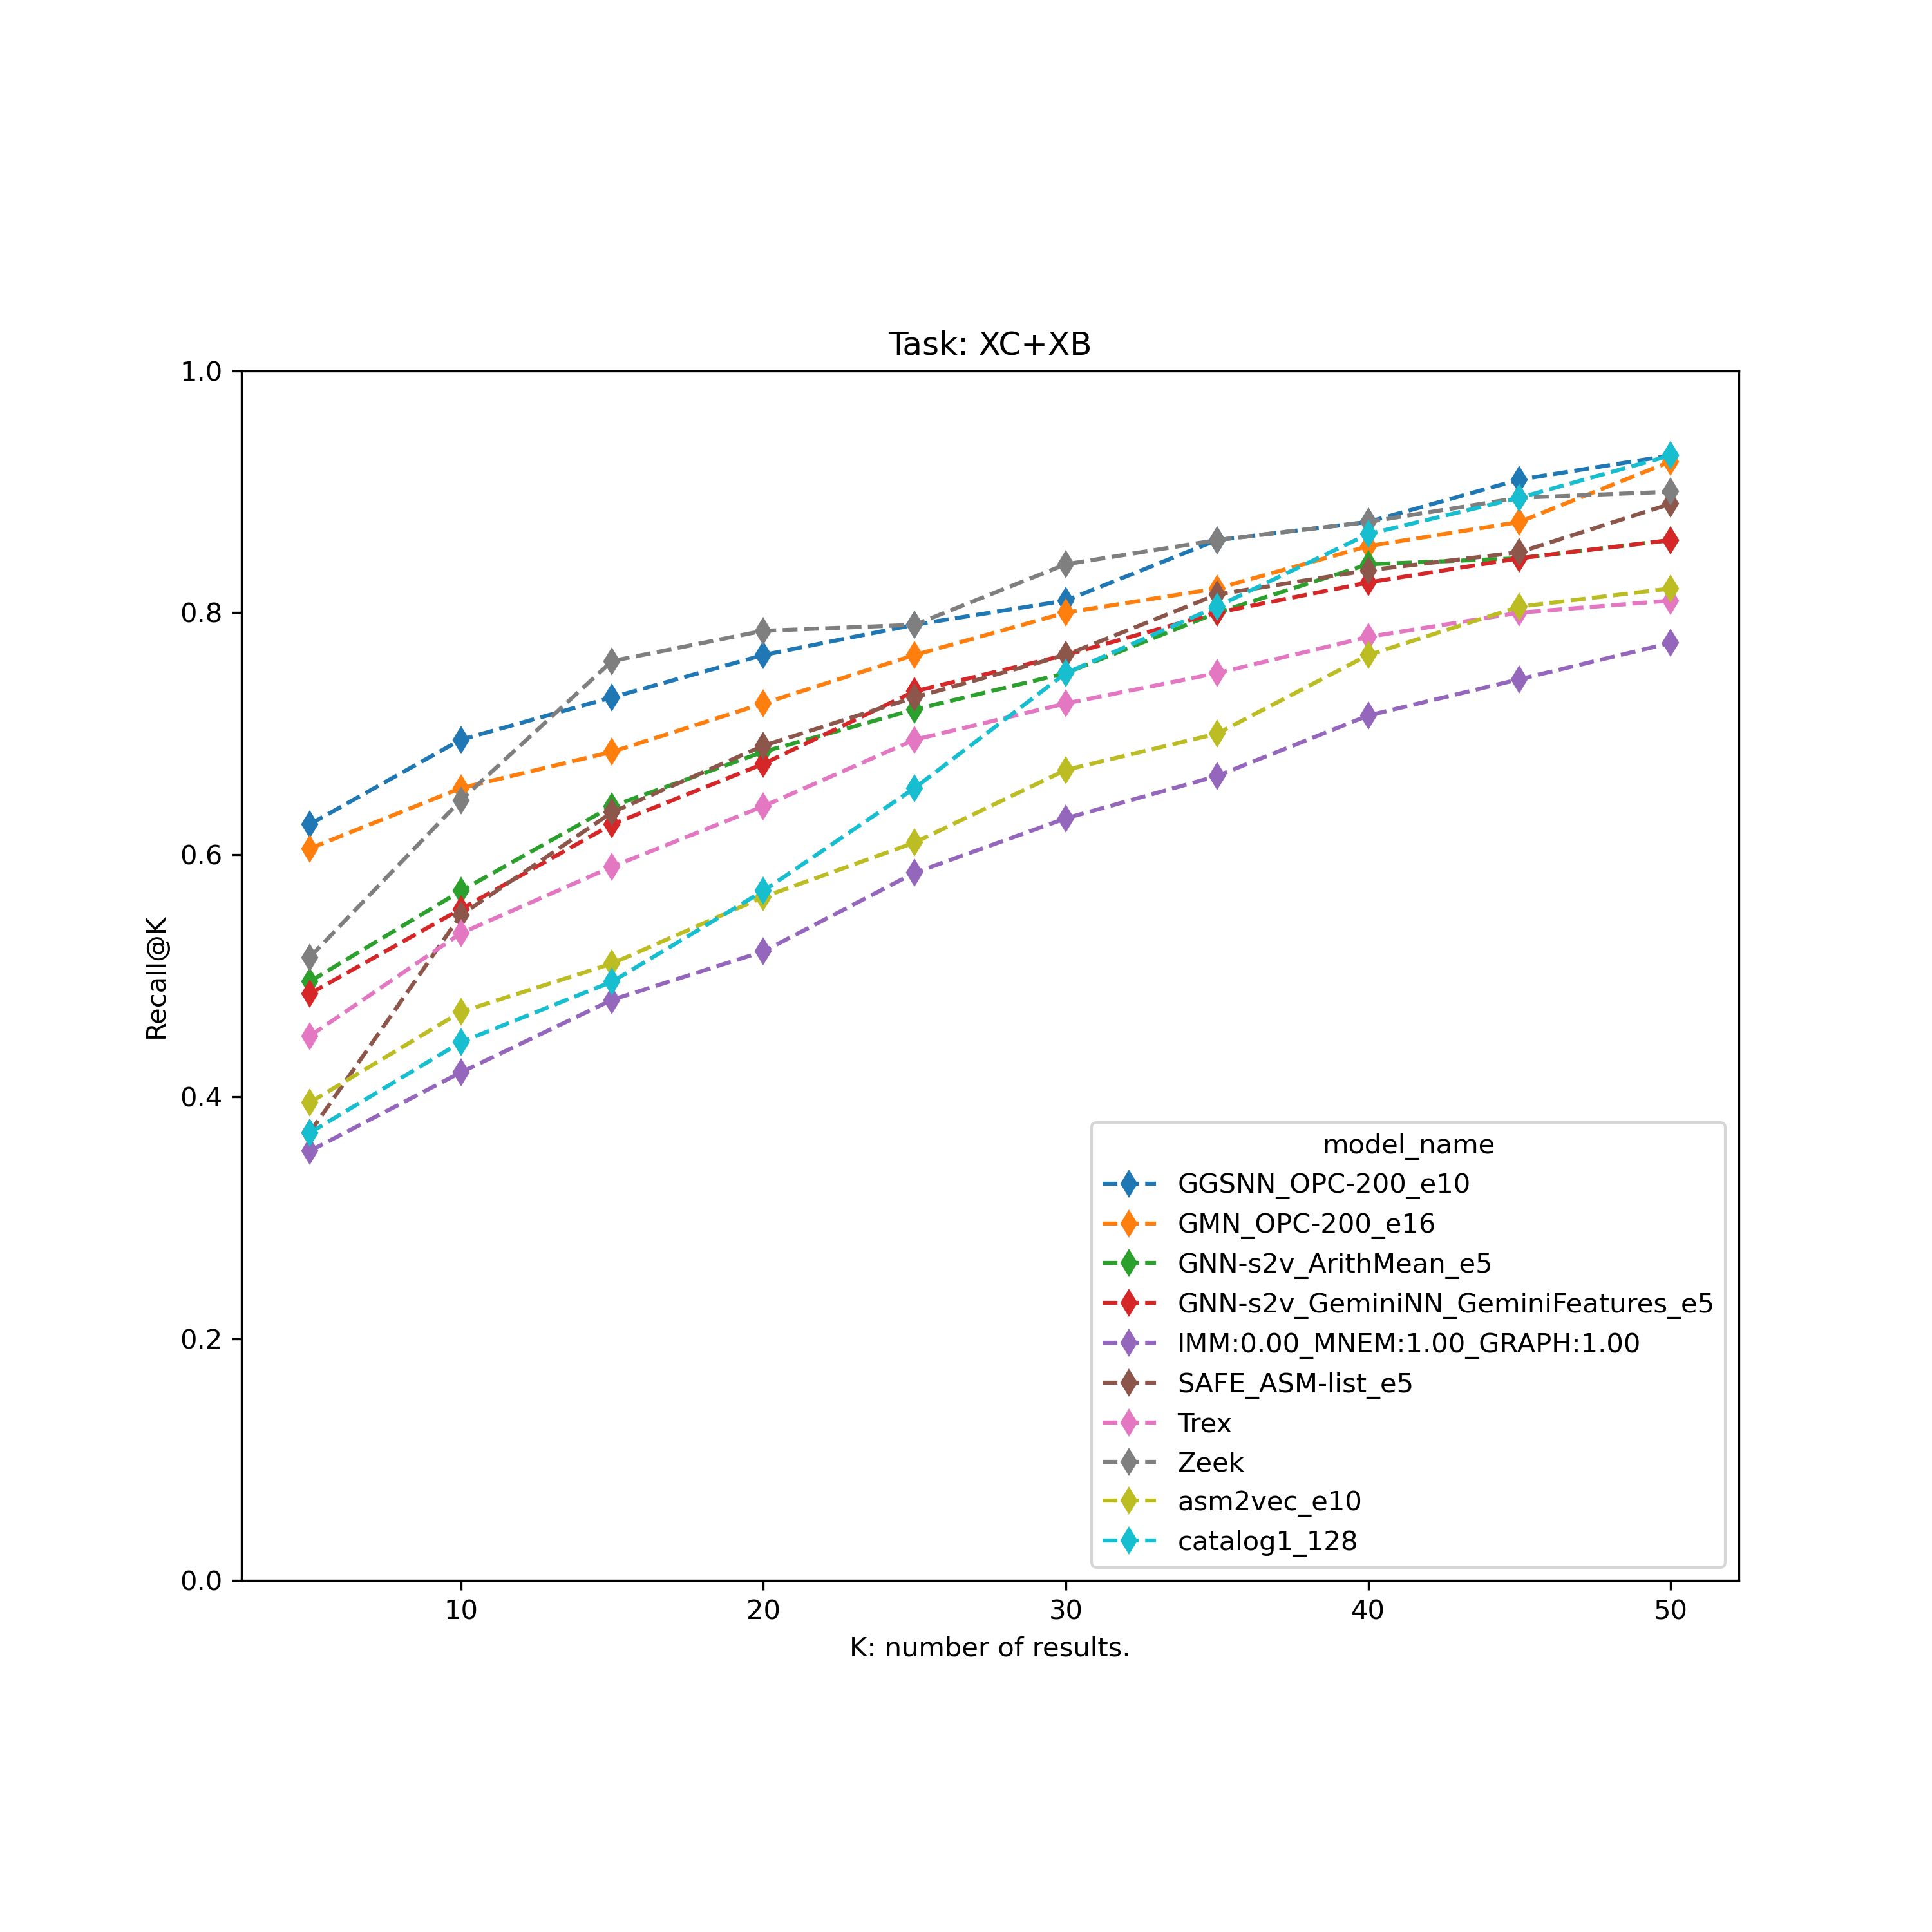 Task: XC+XB
1.0
0.8
0.6
0.4
0.2
0.0
Recall@K
10 20 30 40 50
K: number of results.
model_name
GGSNN_OPC-200_e10
GMN_OPC-200_e16
GNN-s2v_ArithMean_e5
GNN-s2v_GeminiNN_GeminiFeatures_e5
IMM:0.00_MNEM:1.00_GRAPH:1.00
SAFE_ASM-list_e5
Trex
Zeek
asm2vec_e10
catalog1_128